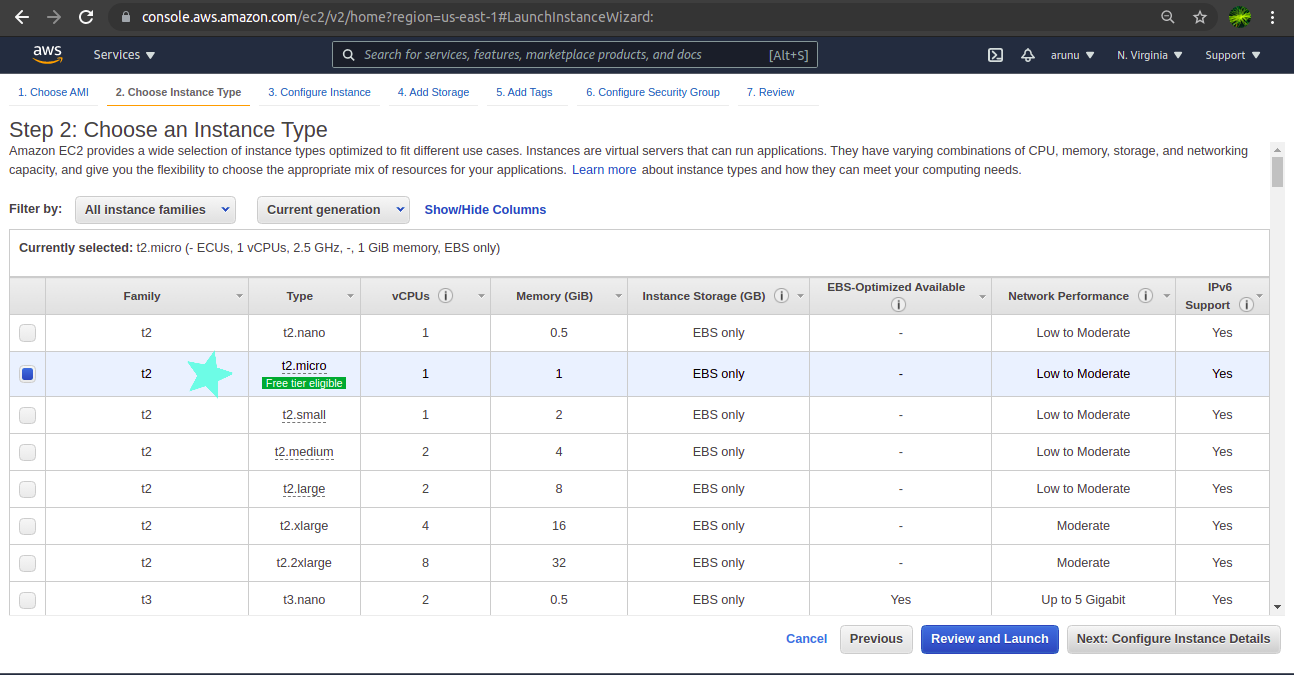 console.aws.amazon.com/ec2/v2/home?region=us-east-1#LaunchInstanceWizard:
aws Services Search for services, features, marketplace products, and docs [Alt+S] arunu N. Virginia Support
1. Choose AMI 2. Choose Instance Type 3. Configure Instance 4. Add Storage 5. Add Tags 6. Configure Security Group 7. Review
Step 2: Choose an Instance Type
Amazon EC2 provides a wide selection of instance types optimized to fit different use cases. Instances are virtual servers that can run applications. They have varying combinations of CPU, memory, storage, and networking
capacity, and give you the flexibility to choose the appropriate mix of resources for your applications. Learn more about instance types and how they can meet your computing needs.
Filter by: All instance families Current generation Show/Hide Columns
Currently selected: t2.micro (- ECUs, 1 vCPUs, 2.5 GHz, -, 1 GiB memory, EBS only)
Family Type vCPUs i Memory (GiB) Instance Storage (GB) i EBS-Optimized Available i Network Performance i IPv6 Support i
t2 t2.nano 1 0.5 EBS only - Low to Moderate Yes
t2 t2.micro 1 1 EBS only - Low to Moderate Yes
Free tier eligible
t2 t2.small 1 2 EBS only - Low to Moderate Yes
t2 t2.medium 2 4 EBS only - Low to Moderate Yes
t2 t2.large 2 8 EBS only - Low to Moderate Yes
t2 t2.xlarge 4 16 EBS only - Moderate Yes
t2 t2.2xlarge 8 32 EBS only - Moderate Yes
t3 t3.nano 2 0.5 EBS only Yes Up to 5 Gigabit Yes
Cancel Previous Review and Launch Next: Configure Instance Details